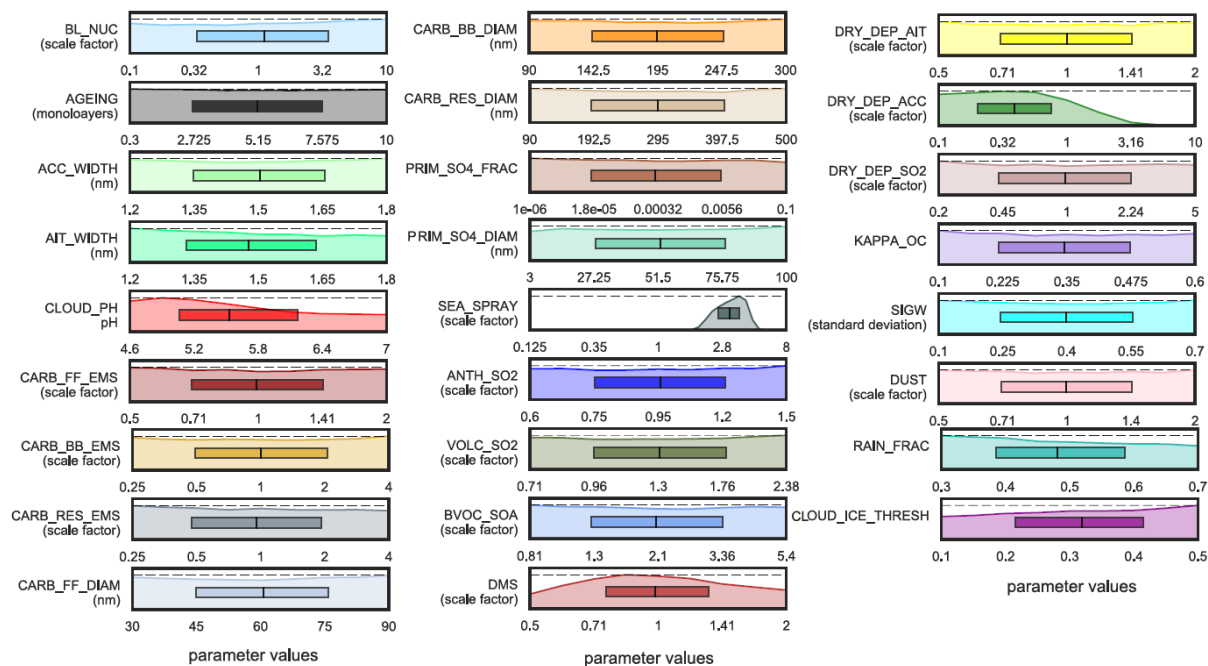 BL_NUC
(scale factor)
0.1 0.32 1 3.2 10
AGEING
(monoloayers)
0.3 2.725 5.15 7.575 10
ACC_WIDTH
(nm)
1.2 1.35 1.5 1.65 1.8
AIT_WIDTH
(nm)
1.2 1.35 1.5 1.65 1.8
CLOUD_PH
pH
4.6 5.2 5.8 6.4 7
CARB_FF_EMS
(scale factor)
0.5 0.71 1 1.41 2
CARB_BB_EMS
(scale factor)
0.25 0.5 1 2 4
CARB_RES_EMS
(scale factor)
0.25 0.5 1 2 4
CARB_FF_DIAM
(nm)
30 45 60 75 90
parameter values
CARB_BB_DIAM
(nm)
90 142.5 195 247.5 300
CARB_RES_DIAM
(nm)
90 192.5 295 397.5 500
PRIM_SO4_FRAC
1e-06 1.8e-05 0.00032 0.0056 0.1
PRIM_SO4_DIAM
(nm)
3 27.25 51.5 75.75 100
SEA_SPRAY
(scale factor)
0.125 0.35 1 2.8 8
ANTH_SO2
(scale factor)
0.6 0.75 0.95 1.2 1.5
VOLC_SO2
(scale factor)
0.71 0.96 1.3 1.76 2.38
BVOC_SOA
(scale factor)
0.81 1.3 2.1 3.36 5.4
DMS
(scale factor)
0.5 0.71 1 1.41 2
parameter values
DRY_DEP_AIT
(scale factor)
0.5 0.71 1 1.41 2
DRY_DEP_ACC
(scale factor)
0.1 0.32 1 3.16 10
DRY_DEP_SO2
(scale factor)
0.2 0.45 1 2.24 5
KAPPA_OC
0.1 0.225 0.35 0.475 0.6
SIGW
(standard deviation)
0.1 0.25 0.4 0.55 0.7
DUST
(scale factor)
0.5 0.71 1 1.4 2
RAIN_FRAC
0.3 0.4 0.5 0.6 0.7
CLOUD_ICE_THRESH
0.1 0.2 0.3 0.4 0.5
parameter values